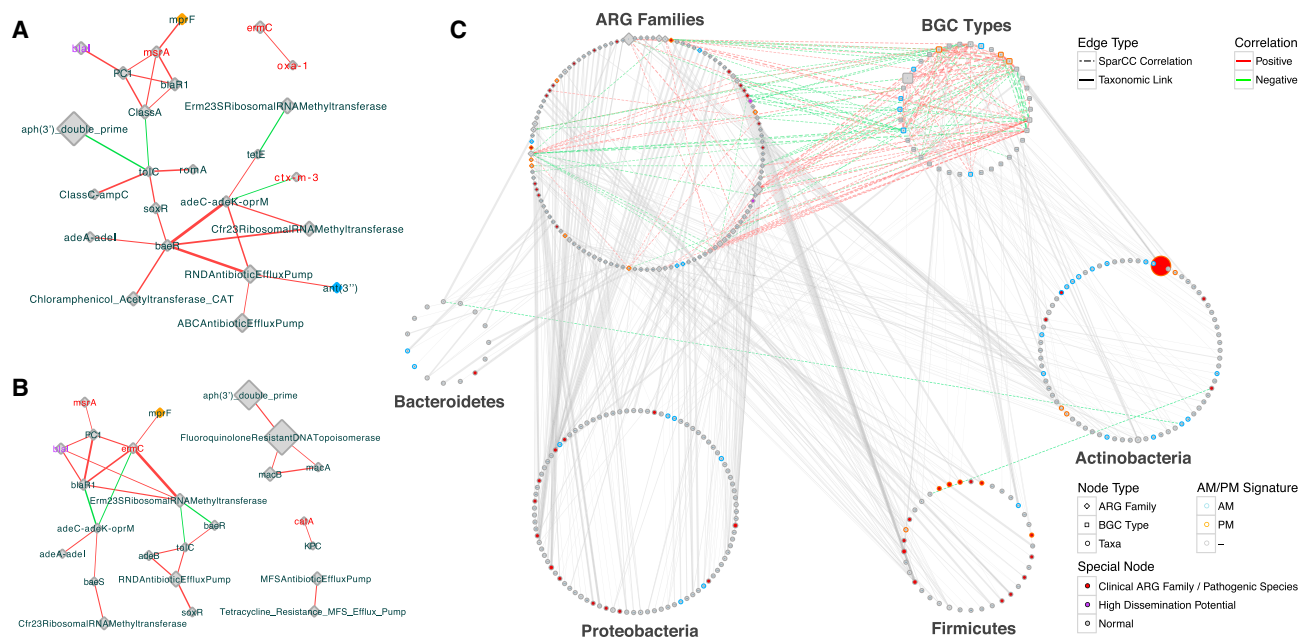 A
mprF
blaI
msrA
PC1
blaR1
ClassA
ermC
oxa-1
Erm23SRibosomalRNAMethyltransferase
aph(3')_double_prime
tetE
tolC
romA
ctx-m-3
ClassC-ampC
soxR
adeC-adeK-oprM
Cfr23RibosomalRNAMethyltransferase
adeA-adeI
baeR
RNDAntibioticEffluxPump
ant(3'')
Chloramphenicol_Acetyltransferase_CAT
ABCAntibioticEffluxPump
B
msrA
mprF
PC1
blaI
ermC
blaR1
Erm23SRibosomalRNAMethyltransferase
adeC-adeK-oprM
baeR
tolC
adeA-adeI
adeB
baeS
RNDAntibioticEffluxPump
soxR
Cfr23RibosomalRNAMethyltransferase
aph(3')_double_prime
FluoroquinoloneResistantDNATopoisomerase
macB
macA
carA
KPC
MFSAntibioticEffluxPump
Tetracycline_Resistance_MFS_Efflux_Pump
C
ARG Families
BGC Types
Bacteroidetes
Proteobacteria
Firmicutes
Actinobacteria
Edge Type
SparCC Correlation
Taxonomic Link
Correlation
Positive
Negative
Node Type
ARG Family
BGC Type
Taxa
AM/PM Signature
AM
PM
–
Special Node
Clinical ARG Family / Pathogenic Species
High Dissemination Potential
Normal